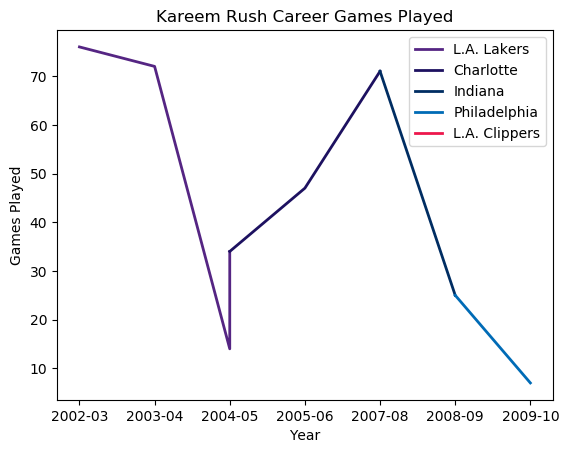 Kareem Rush Career Games Played
L.A. Lakers
Charlotte
Indiana
Philadelphia
L.A. Clippers
70
60
50
40
30
20
10
Games Played
2002-03 2003-04 2004-05 2005-06 2007-08 2008-09 2009-10
Year